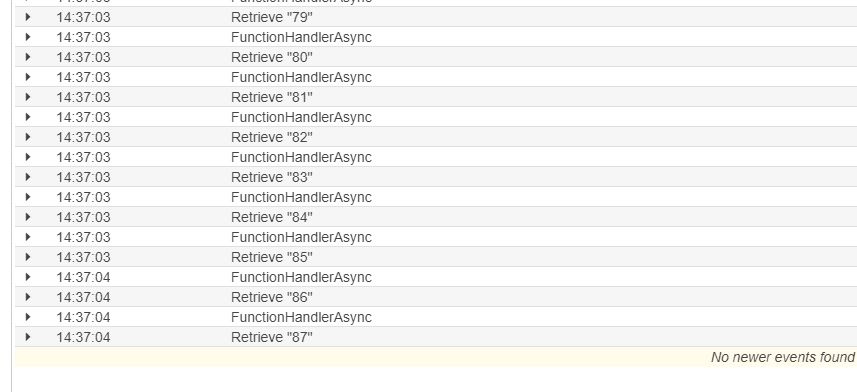 14:37:03 Retrieve "79"
14:37:03 FunctionHandlerAsync
14:37:03 Retrieve "80"
14:37:03 FunctionHandlerAsync
14:37:03 Retrieve "81"
14:37:03 FunctionHandlerAsync
14:37:03 Retrieve "82"
14:37:03 FunctionHandlerAsync
14:37:03 Retrieve "83"
14:37:03 FunctionHandlerAsync
14:37:03 Retrieve "84"
14:37:03 FunctionHandlerAsync
14:37:03 Retrieve "85"
14:37:04 FunctionHandlerAsync
14:37:04 Retrieve "86"
14:37:04 FunctionHandlerAsync
14:37:04 Retrieve "87"
No newer events found